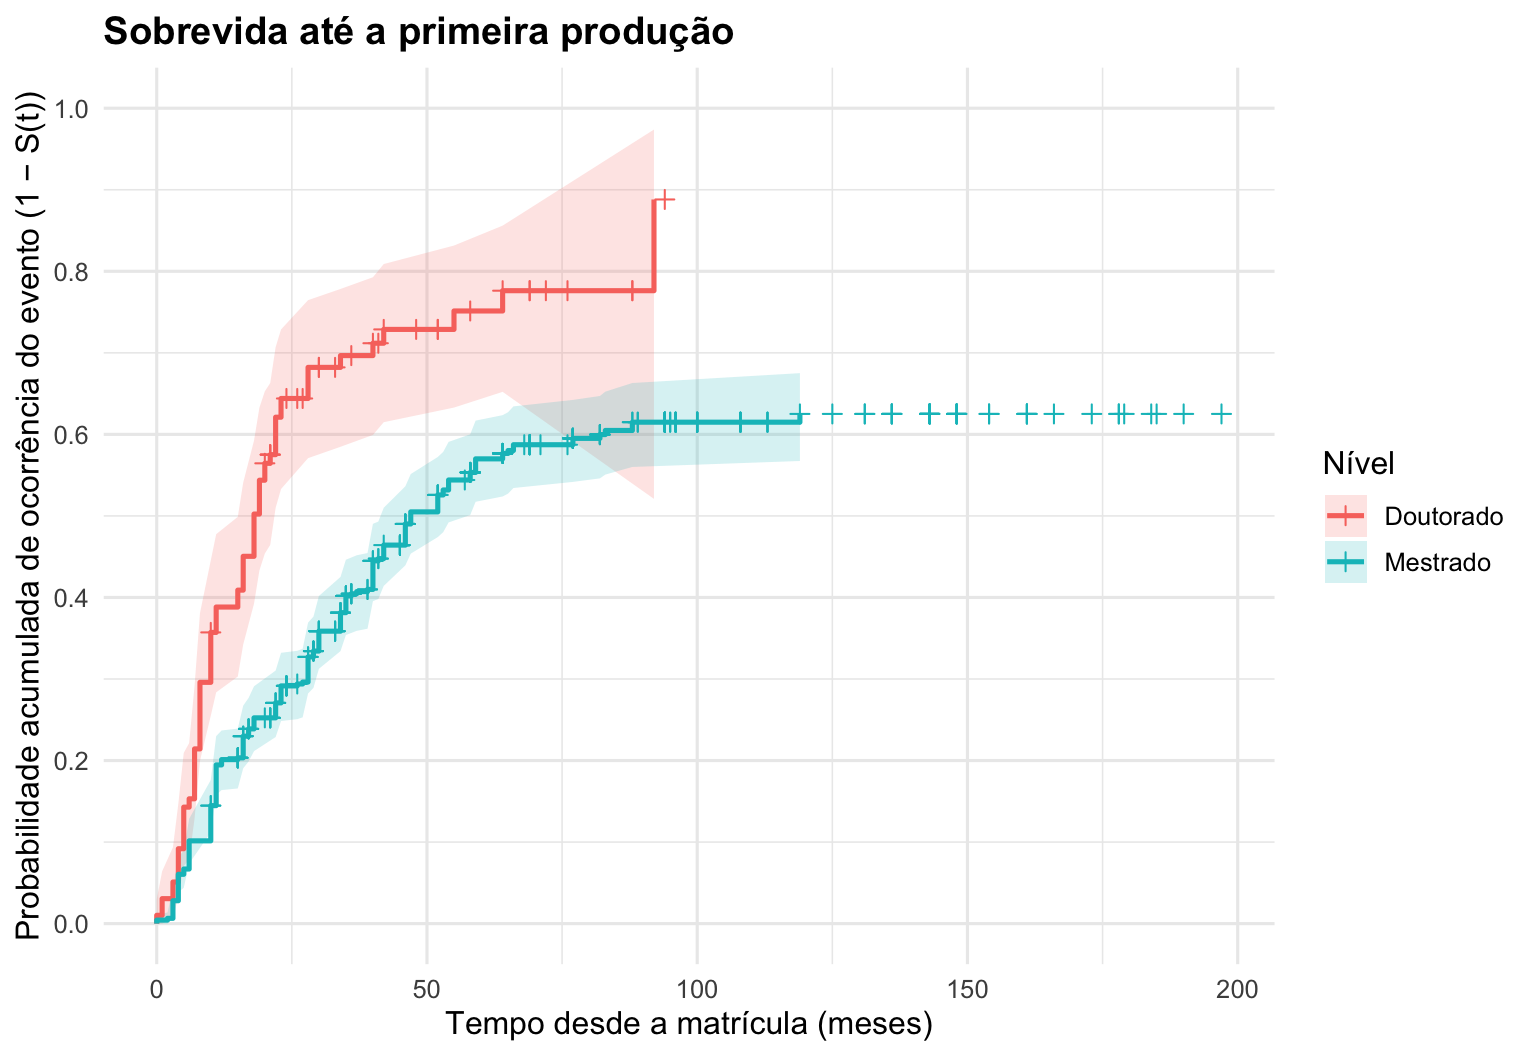 Sobrevida até a primeira produção
Probabilidade acumulada de ocorrência do evento (1 − S(t))
1.0
0.8
0.6
0.4
0.2
0.0
0
50
100
150
200
Tempo desde a matrícula (meses)
Nível
Doutorado
Mestrado